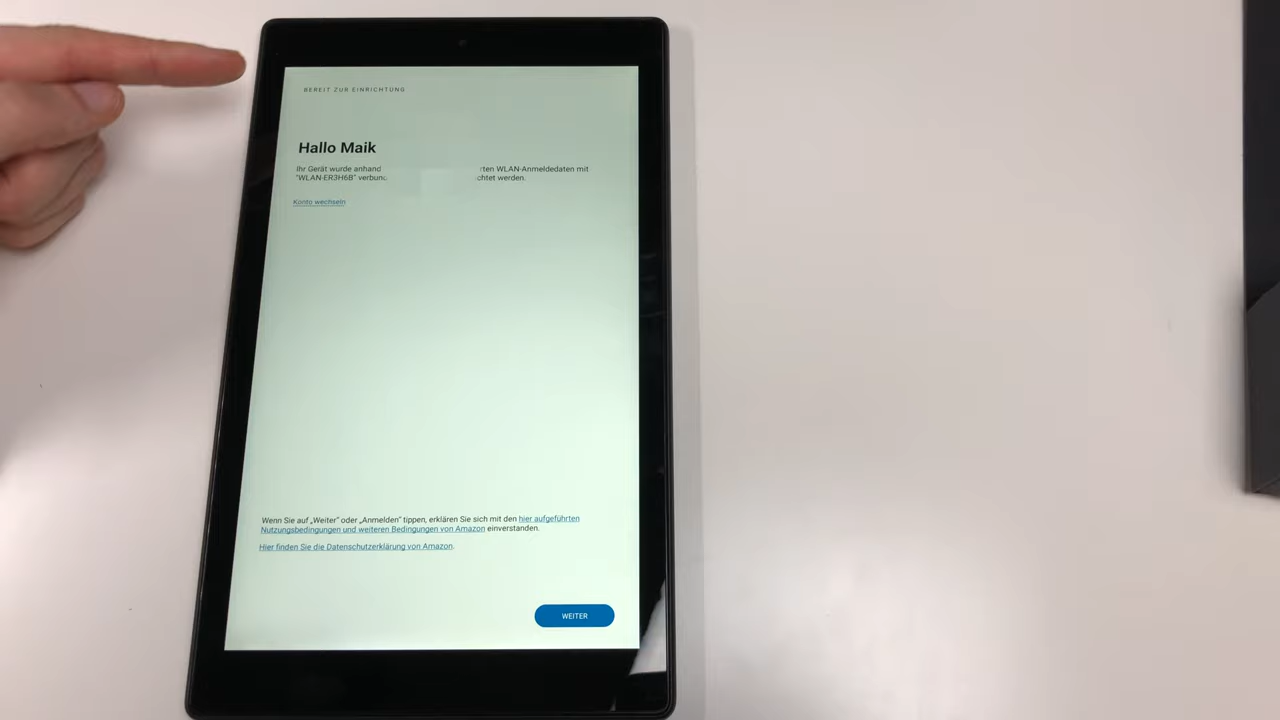 BEREIT ZUR EINRICHTUNG
Hallo Maik
Ihr Gerät wurde anhand rten WLAN-Anmeldedaten mit
"WLAN-ER3H6B" verbund chtet werden.
Konto wechseln
Wenn Sie auf „Weiter“ oder „Anmelden“ tippen, erklären Sie sich mit den hier aufgeführten
Nutzungsbedingungen und weiteren Bedingungen von Amazon einverstanden.
Hier finden Sie die Datenschutzerklärung von Amazon.
WEITER